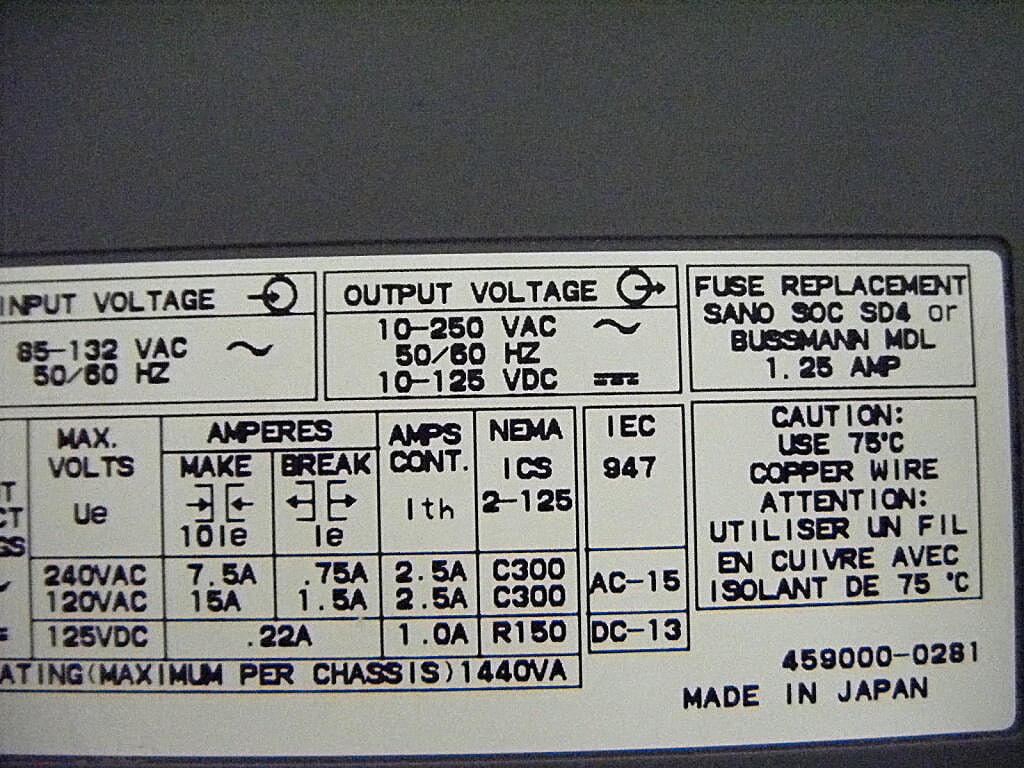 INPUT VOLTAGE
85-132 VAC
50/60 HZ
OUTPUT VOLTAGE
10-250 VAC
50/60 HZ
10-125 VDC
FUSE REPLACEMENT
SANO SOC SD4 or
BUSSMANN MDL
1.25 AMP
MAX. AMPERES AMPS NEMA IEC
VOLTS MAKE BREAK CONT. ICS 947
Ue Ith 2-125
10Ie Ie
240VAC 7.5A .75A 2.5A C300 AC-15
120VAC 15A 1.5A 2.5A C300
125VDC .22A 1.0A R150 DC-13
ATING(MAXIMUM PER CHASSIS)1440VA
CAUTION:
USE 75°C
COPPER WIRE
ATTENTION:
UTILISER UN FIL
EN CUIVRE AVEC
ISOLANT DE 75 °C
459000-0281
MADE IN JAPAN